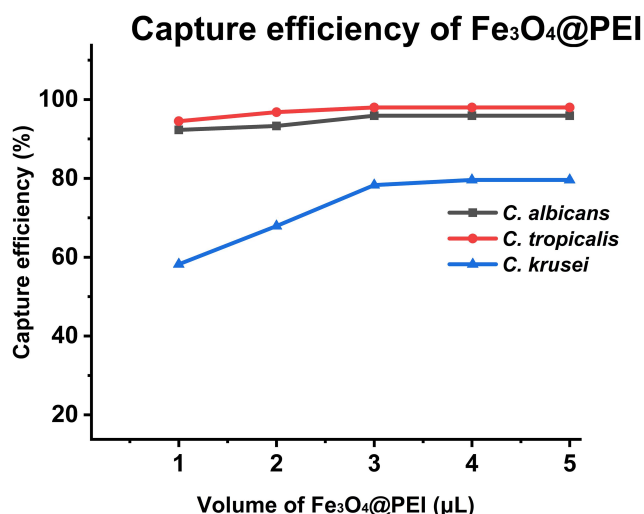 Capture efficiency of Fe₃O₄@PEI
Capture efficiency (%)
100
80
60
40
20
C. albicans
C. tropicalis
C. krusei
1 2 3 4 5
Volume of Fe₃O₄@PEI (μL)